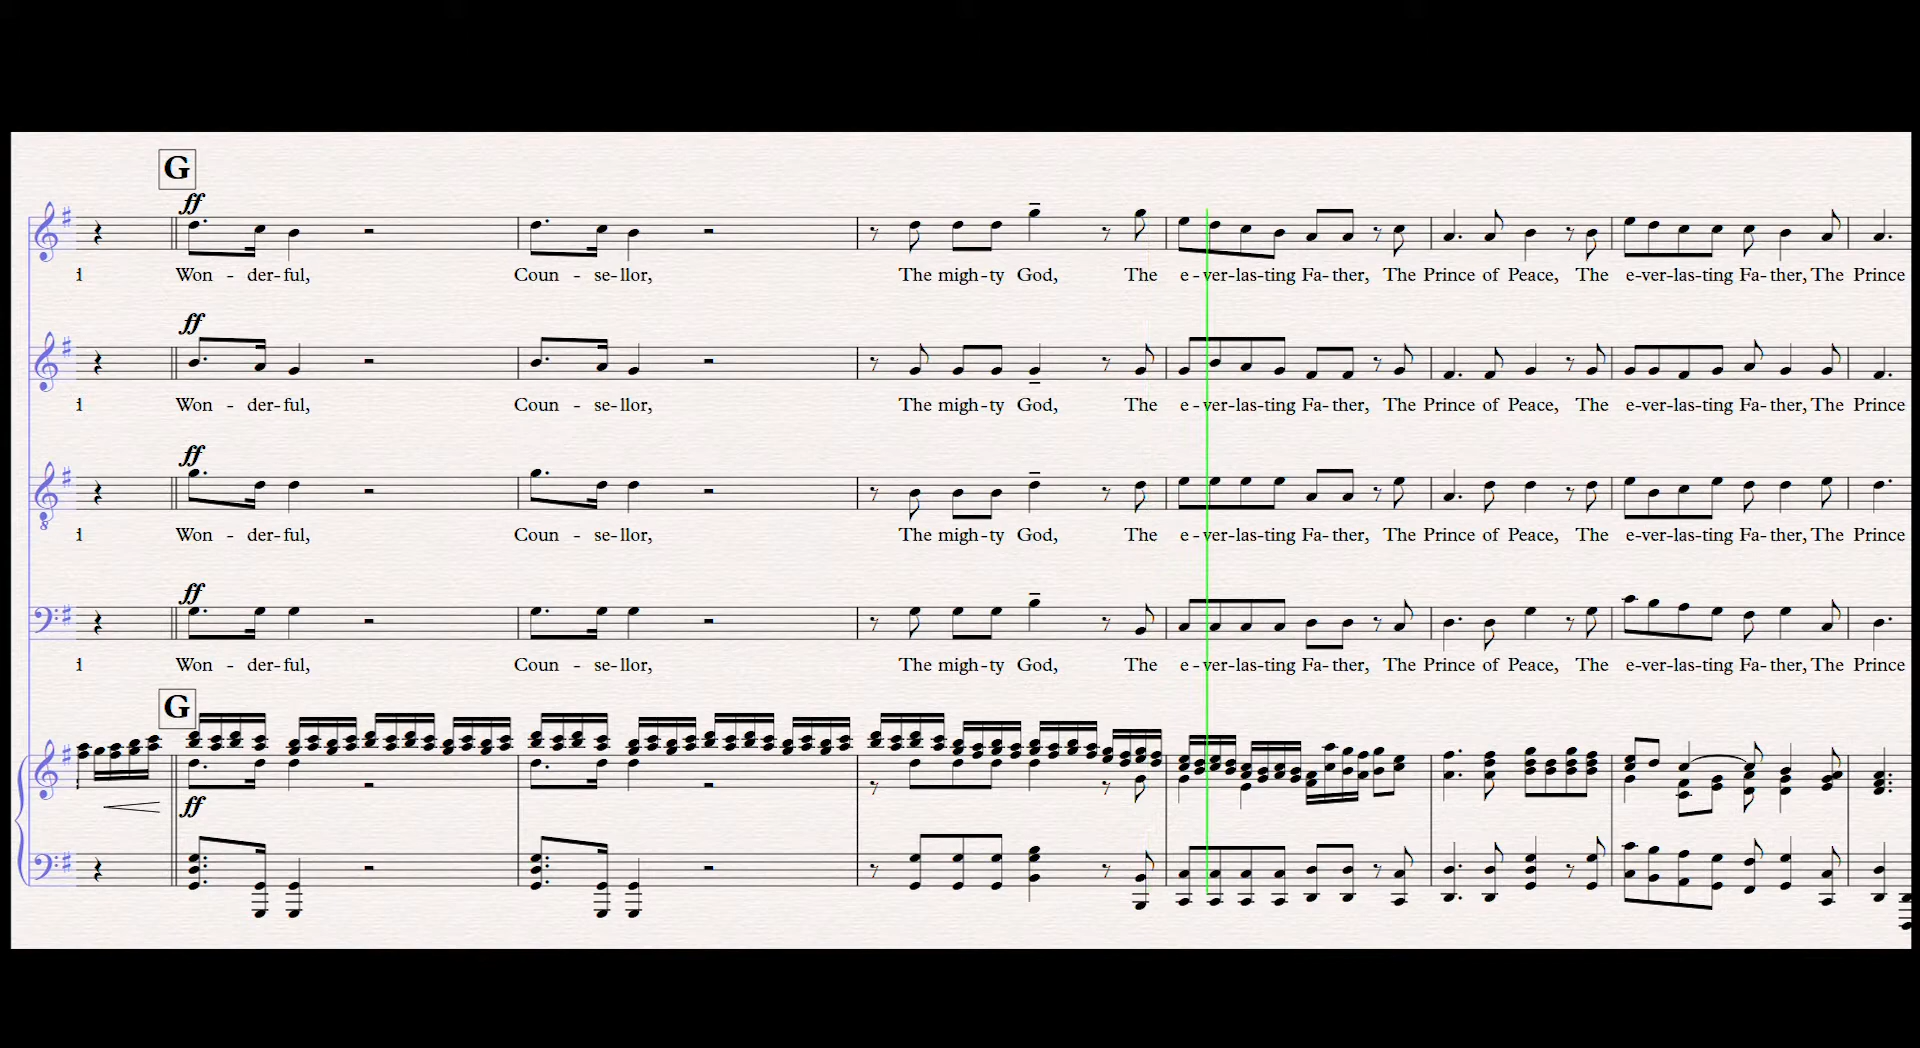 G
ff
i Won - der-ful, Coun - se-llor, The migh-ty God, The e-ver-las-ting Fa-ther, The Prince of Peace, The e-ver-las-ting Fa-ther, The Prince
ff
i Won - der-ful, Coun - se-llor, The migh-ty God, The e-ver-las-ting Fa-ther, The Prince of Peace, The e-ver-las-ting Fa-ther, The Prince
ff
8
i Won - der-ful, Coun - se-llor, The migh-ty God, The e-ver-las-ting Fa-ther, The Prince of Peace, The e-ver-las-ting Fa-ther, The Prince
ff
i Won - der-ful, Coun - se-llor, The migh-ty God, The e-ver-las-ting Fa-ther, The Prince of Peace, The e-ver-las-ting Fa-ther, The Prince
G
ff